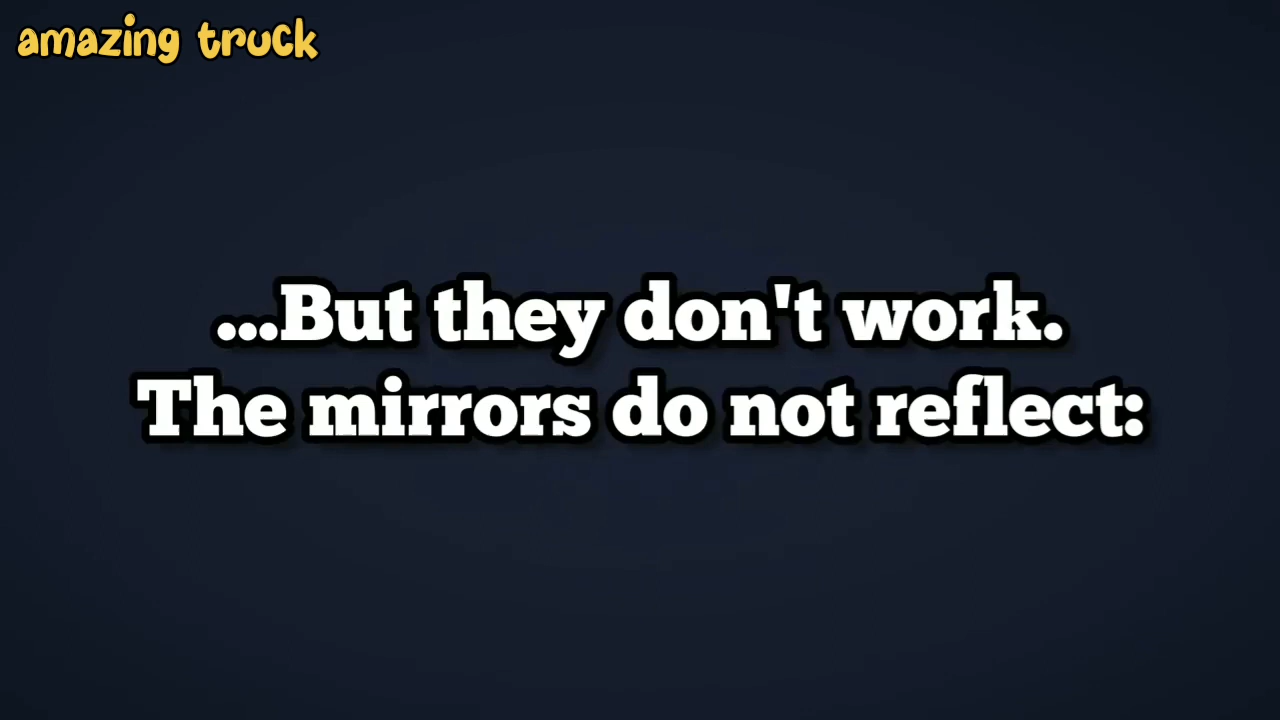 amazing truck
...But they don't work.
The mirrors do not reflect: